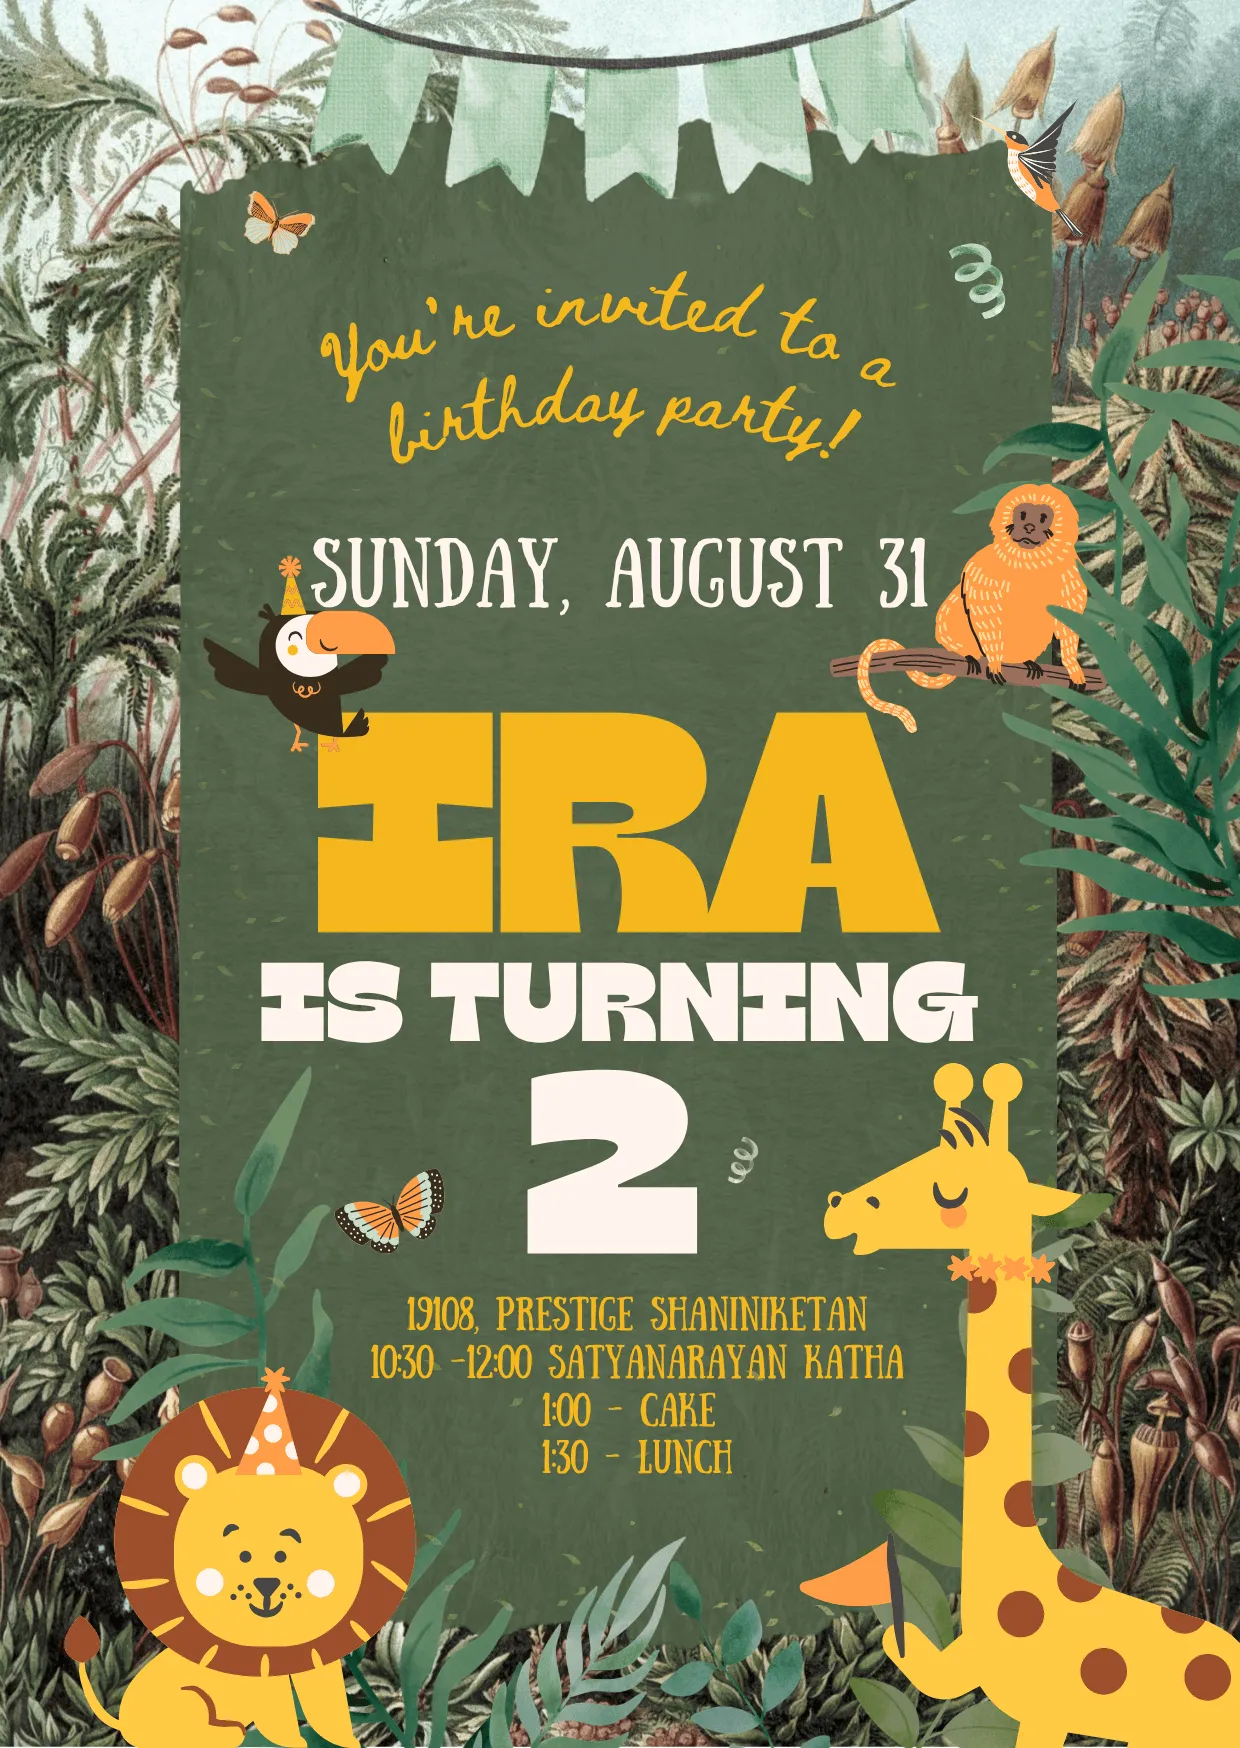 You're invited to a
birthday party!
SUNDAY, AUGUST 31
IRA
IS TURNING
2
19108, PRESTIGE SHANINIKETAN
10:30 -12:00 SATYANARAYAN KATHA
1:00 - CAKE
1:30 - LUNCH